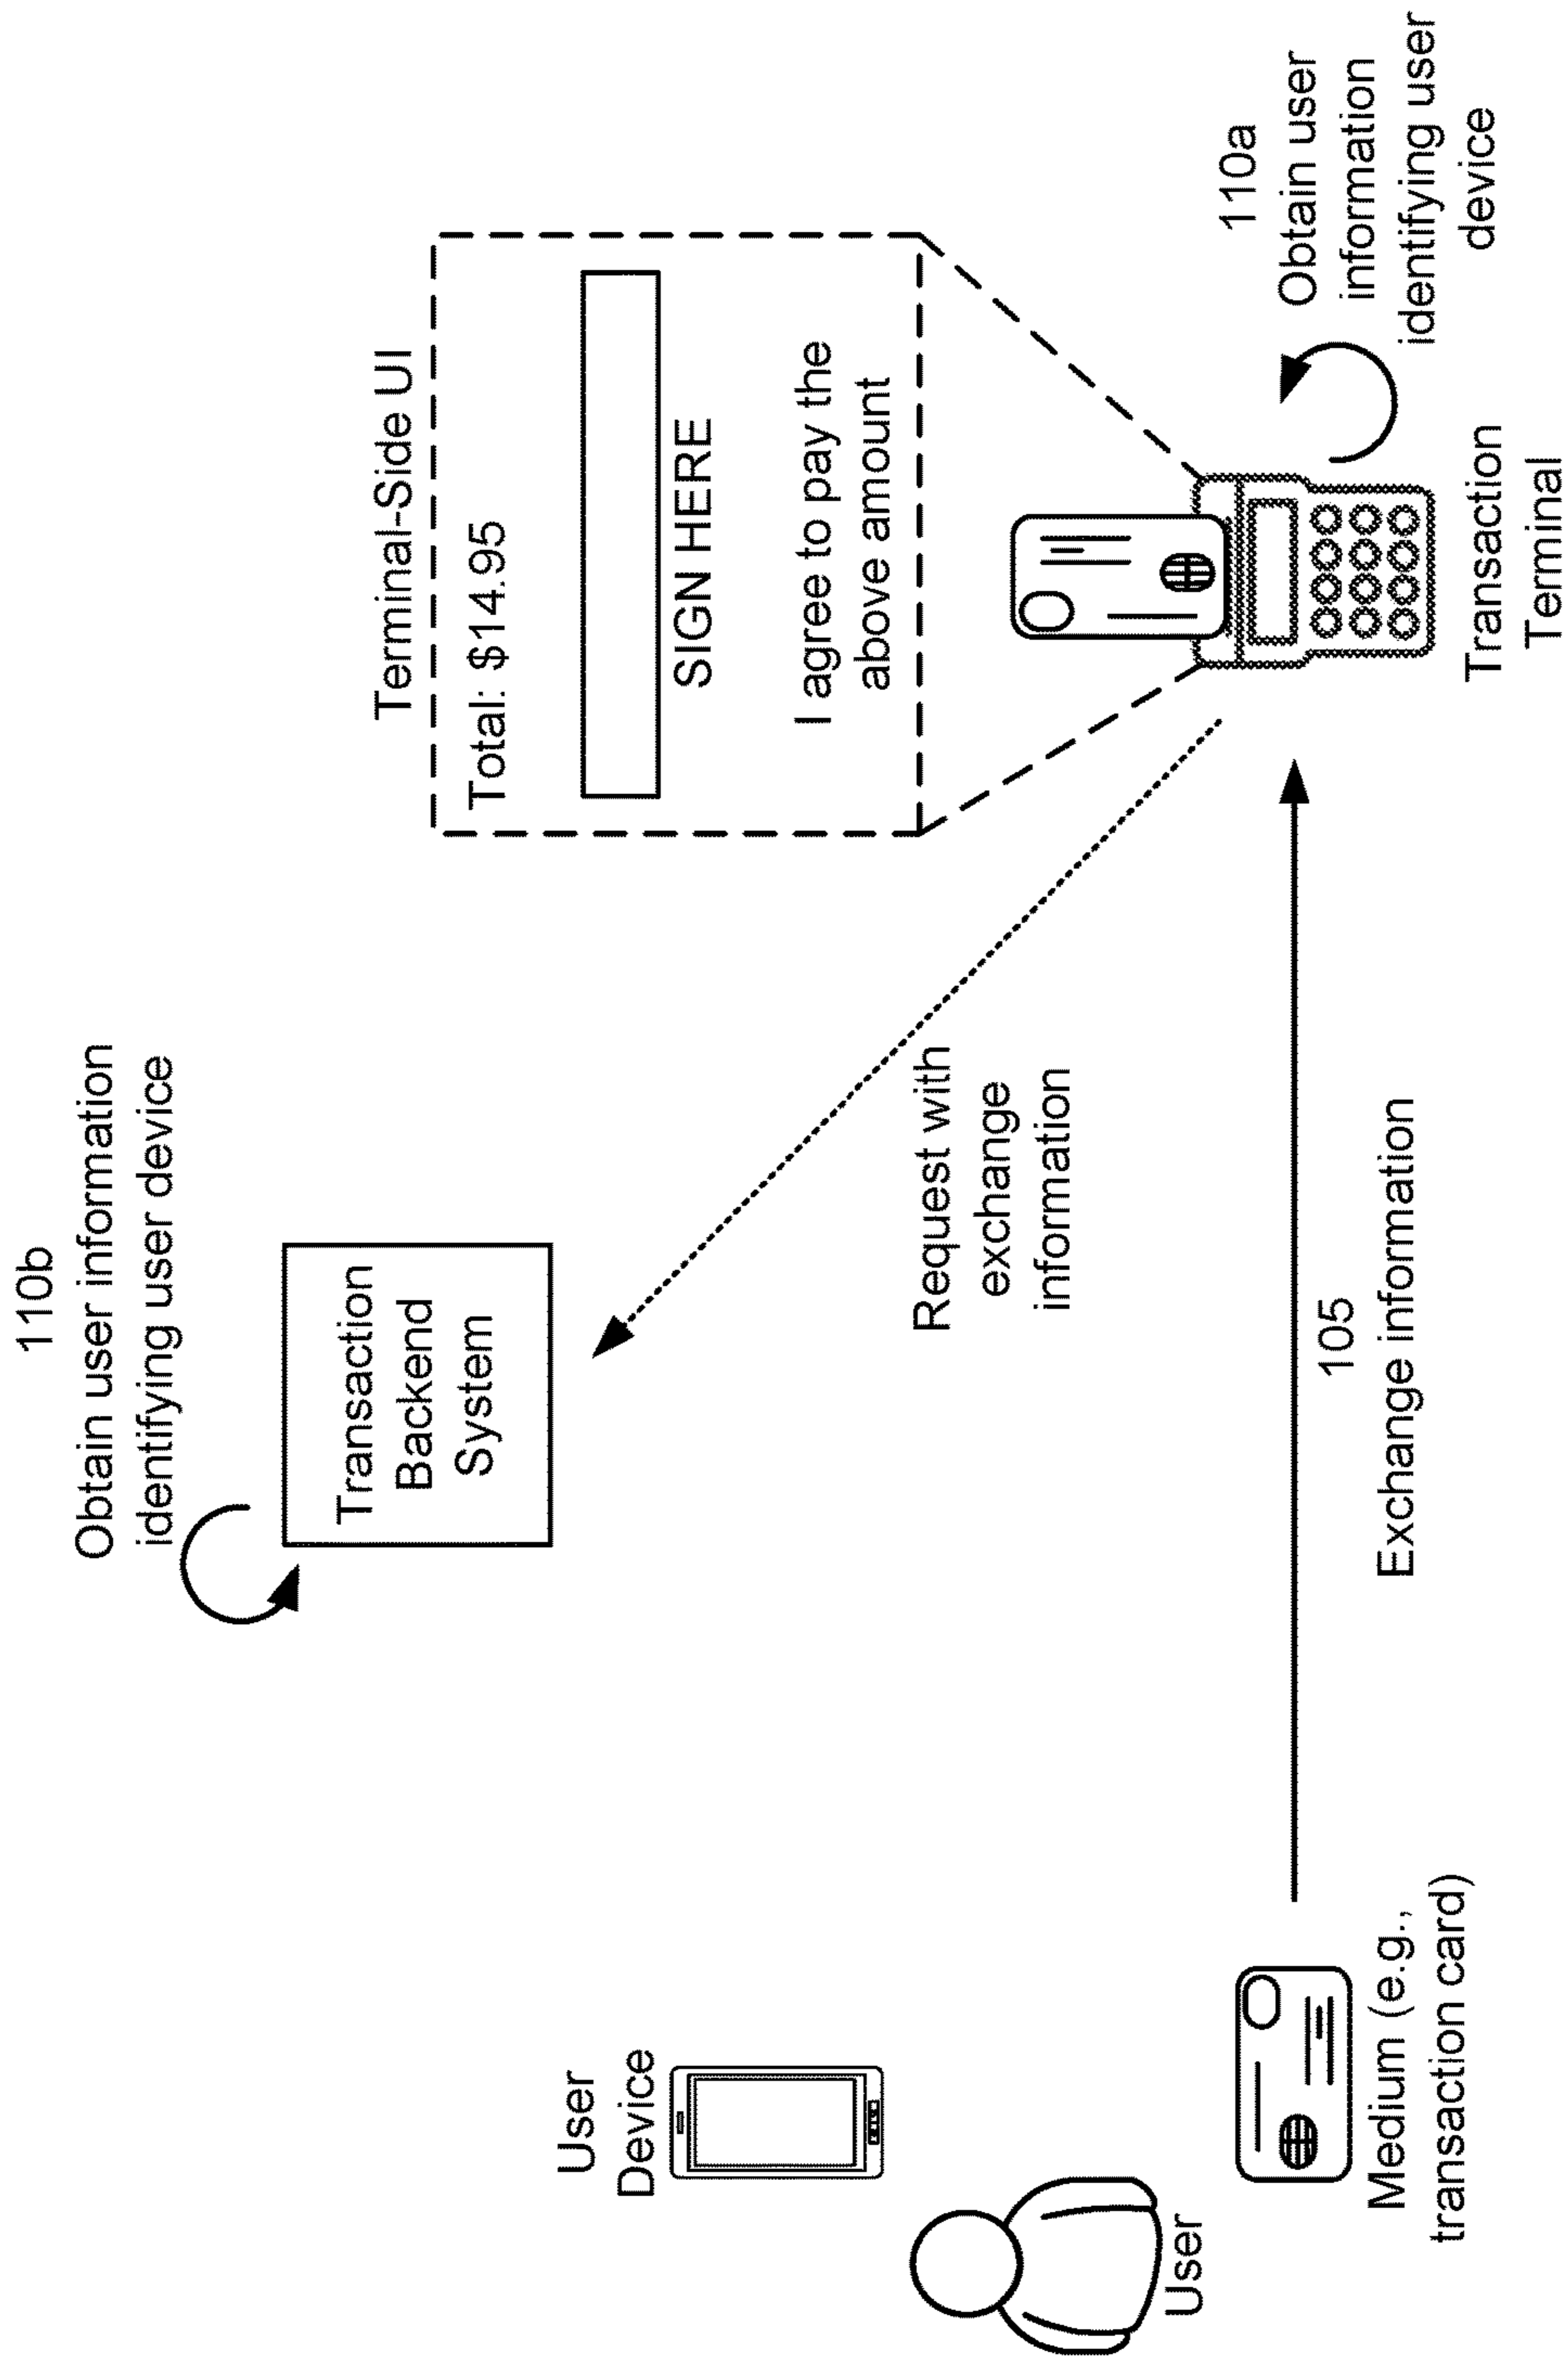 110b
Obtain user information
identifying user device
Transaction
Backend
System
Terminal-Side UI
Total: $14.95
SIGN HERE
I agree to pay the
above amount
User
Device
Request with
exchange
information
110a
Obtain user
information
identifying user
device
User
Medium (e.g.,
transaction card)
105
Exchange information
Transaction
Terminal